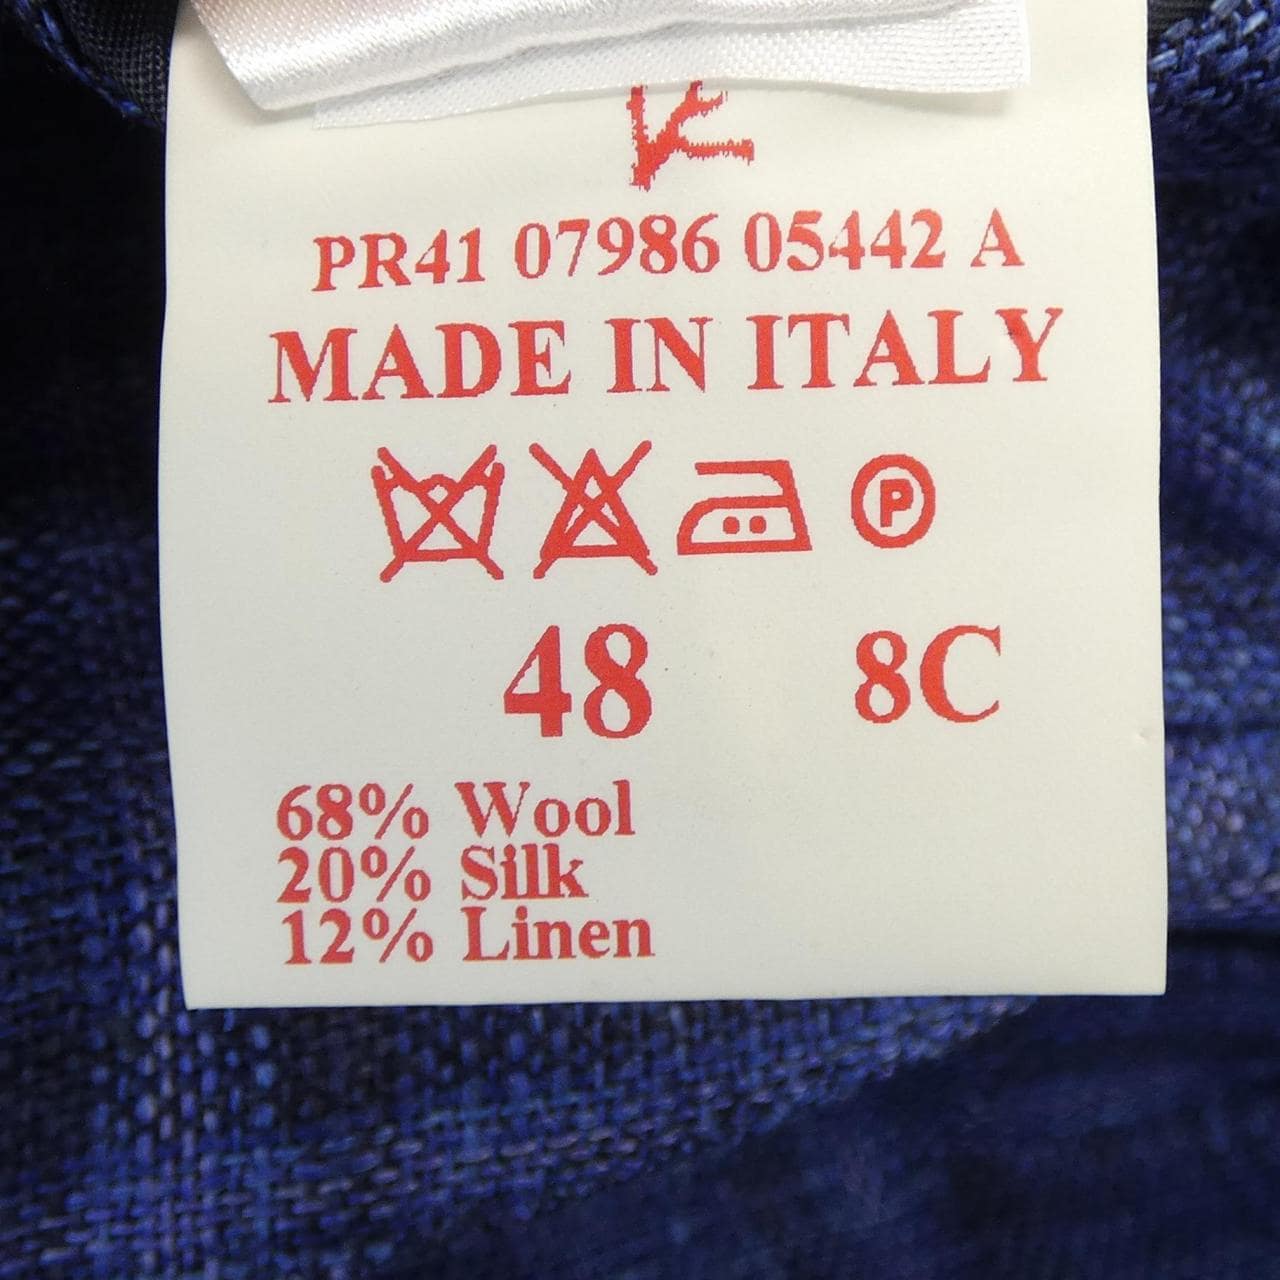 K
PR41 07986 05442 A
MADE IN ITALY
P
48 8C
68% Wool
20% Silk
12% Linen